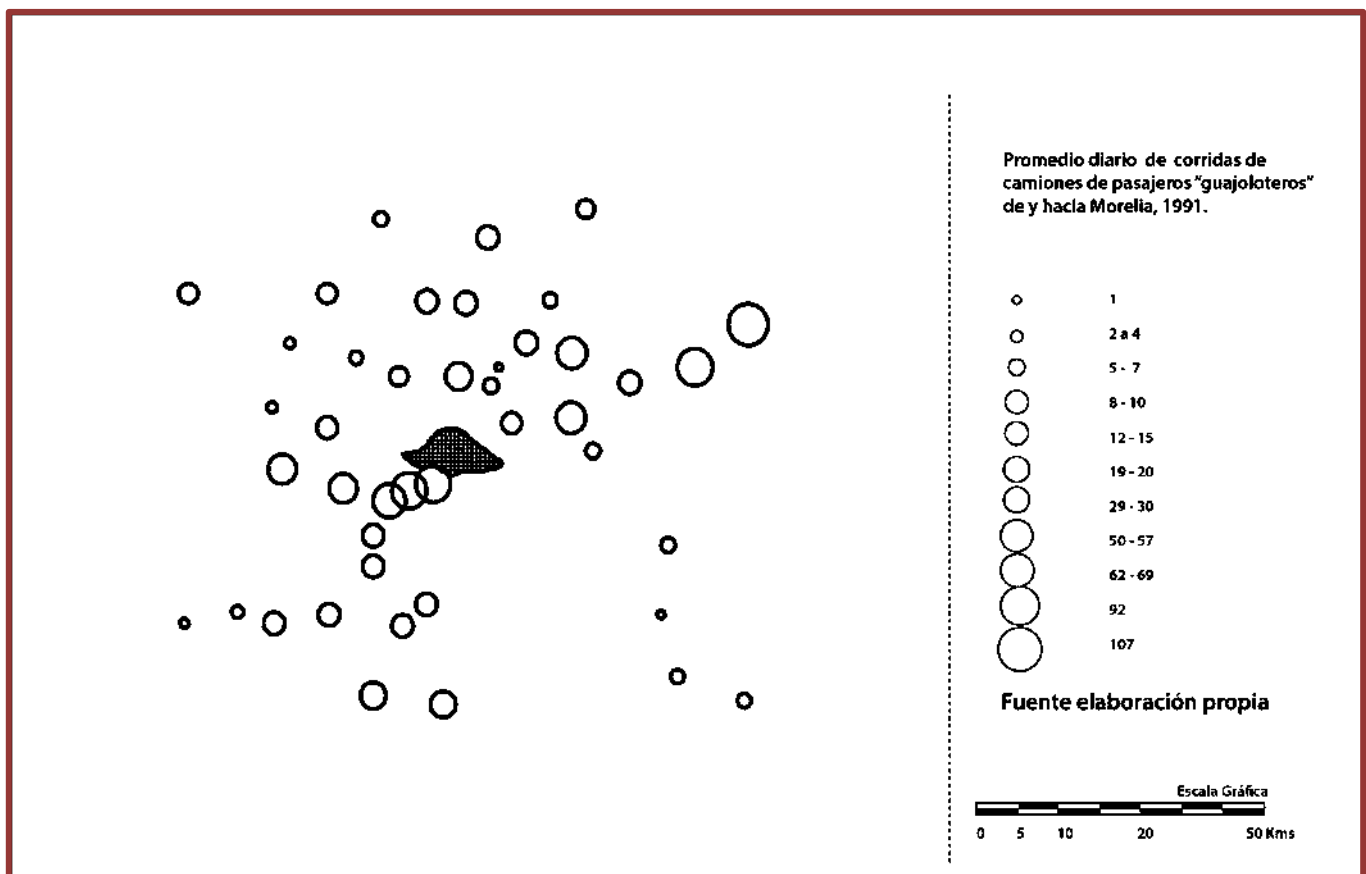 Promedio diario de corridas de
camiones de pasajeros "guajoloteros"
de y hacia Morelia, 1991.
1
2 a 4
5 - 7
8 - 10
12 - 15
19 - 20
29 - 30
50 - 57
62 - 69
92
107
Fuente elaboración propia
Escala Gráfica
0 5 10 20 50 Kms